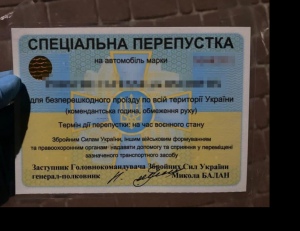 СПЕЦІАЛЬНА ПЕРЕПУСТКА
на автомобіль марки
для безперешкодного проїзду по всій території України
(комендантська година, обмеження руху)
Термін дії перепустки: на час воєнного стану
Збройним Силам України, іншим військовим формуванням
та правоохоронним органам надавати допомогу та сприяння у переміщенні
зазначеного транспортного засобу
Заступник Головнокомандувача Збройних Сил України
генерал-полковник Микола БАЛАН